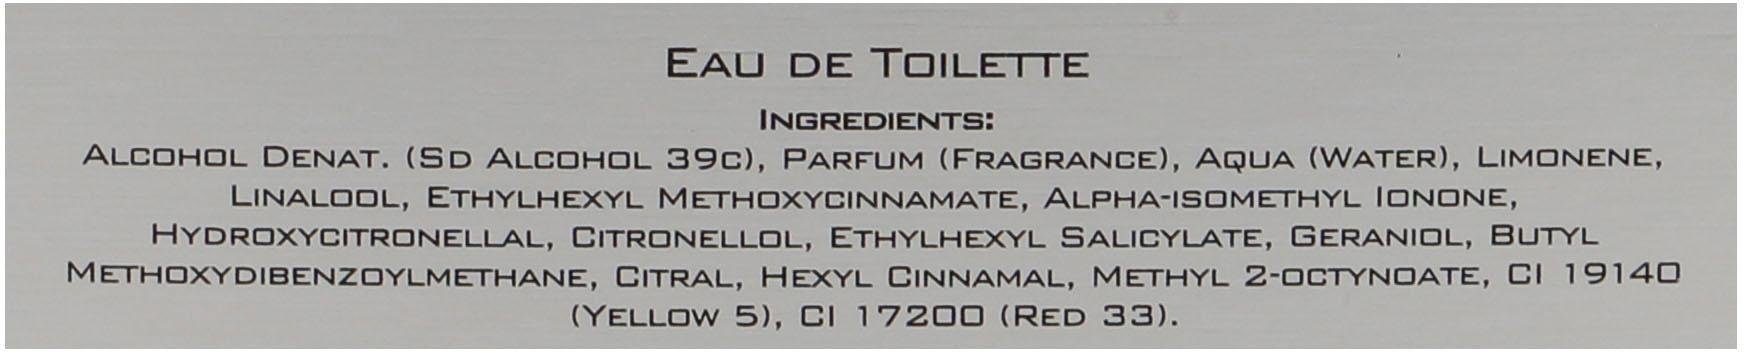 EAU DE TOILETTE
INGREDIENTS:
ALCOHOL DENAT. (SD ALCOHOL 39C), PARFUM (FRAGRANCE), AQUA (WATER), LIMONENE,
LINALOOL, ETHYLHEXYL METHOXYCINNAMATE, ALPHA-ISOMETHYL IONONE,
HYDROXYCITRONELLAL, CITRONELLOL, ETHYLHEXYL SALICYLATE, GERANIOL, BUTYL
METHOXYDIBENZOYLMETHANE, CITRAL, HEXYL CINNAMAL, METHYL 2-OCTYNOATE, CI 19140
(YELLOW 5), CI 17200 (RED 33).